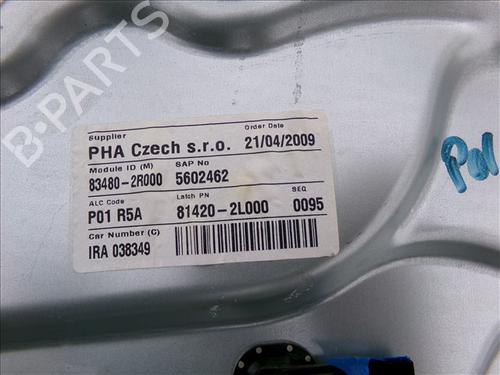 B-PARTS
Supplier Order Date
PHA Czech s.r.o. 21/04/2009
Module ID (M) SAP No
83480-2R000 5602462
ALC Code Latch PN SEQ
P01 R5A 81420-2L000 0095
Car Number (C)
IRA 038349